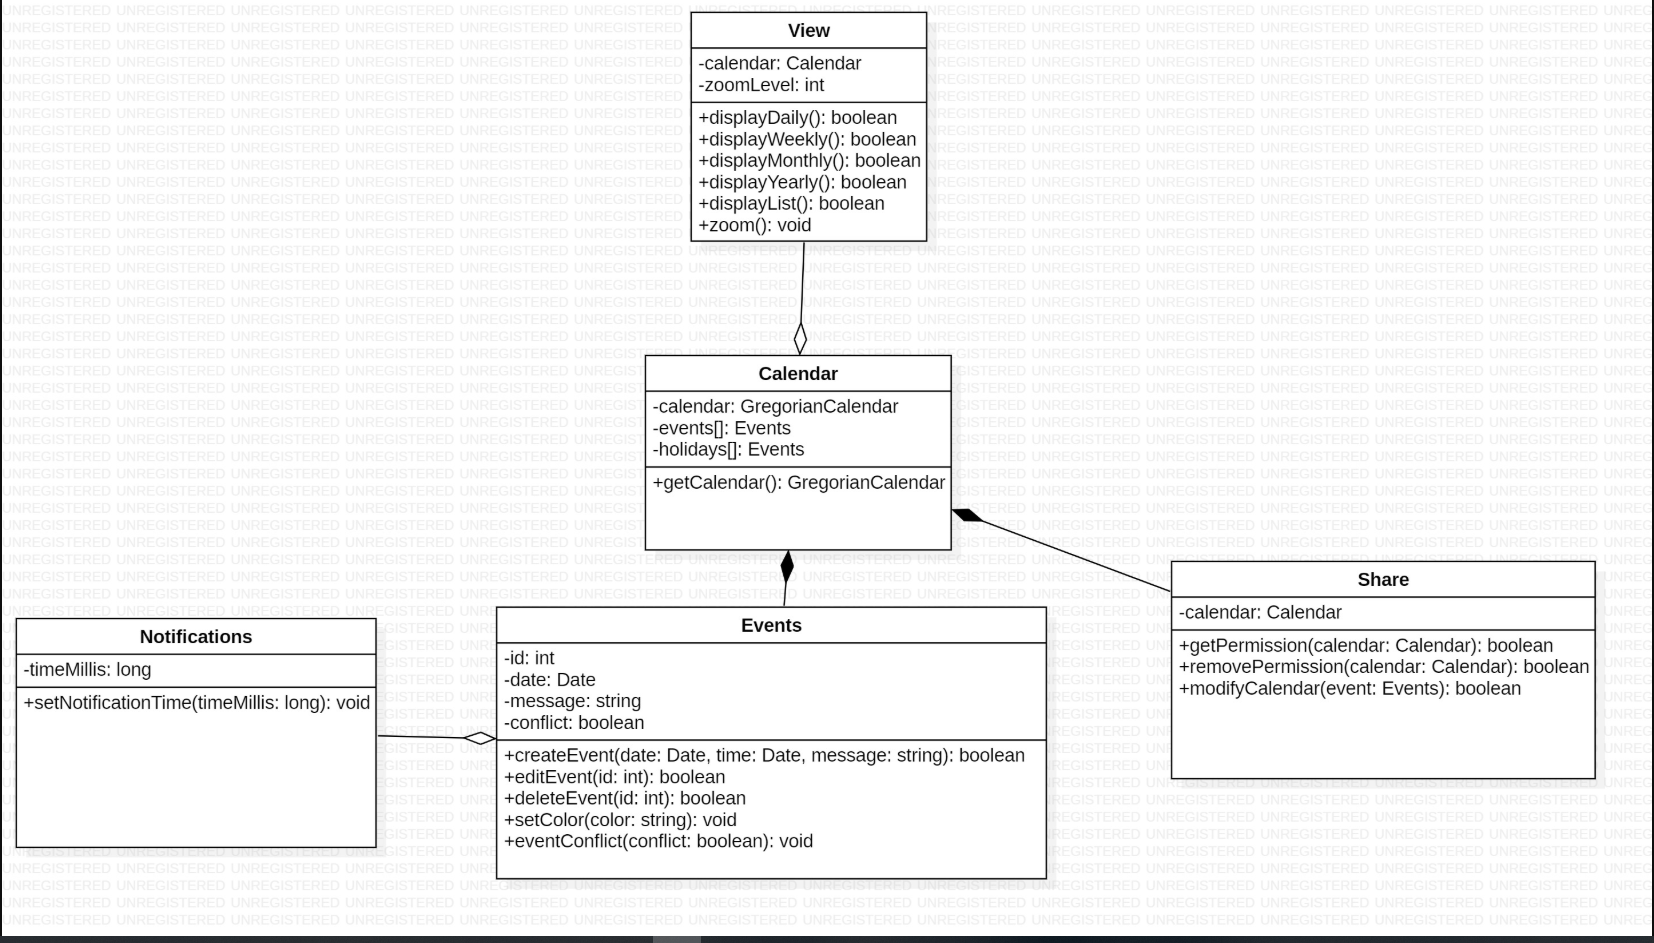 View
-calendar: Calendar
-zoomLevel: int
+displayDaily(): boolean
+displayWeekly(): boolean
+displayMonthly(): boolean
+displayYearly(): boolean
+displayList(): boolean
+zoom(): void
Calendar
-calendar: GregorianCalendar
-events[]: Events
-holidays[]: Events
+getCalendar(): GregorianCalendar
Share
-calendar: Calendar
+getPermission(calendar: Calendar): boolean
+removePermission(calendar: Calendar): boolean
+modifyCalendar(event: Events): boolean
Notifications
-timeMillis: long
+setNotificationTime(timeMillis: long): void
Events
-id: int
-date: Date
-message: string
-conflict: boolean
+createEvent(date: Date, time: Date, message: string): boolean
+editEvent(id: int): boolean
+deleteEvent(id: int): boolean
+setColor(color: string): void
+eventConflict(conflict: boolean): void
UNREGISTERED